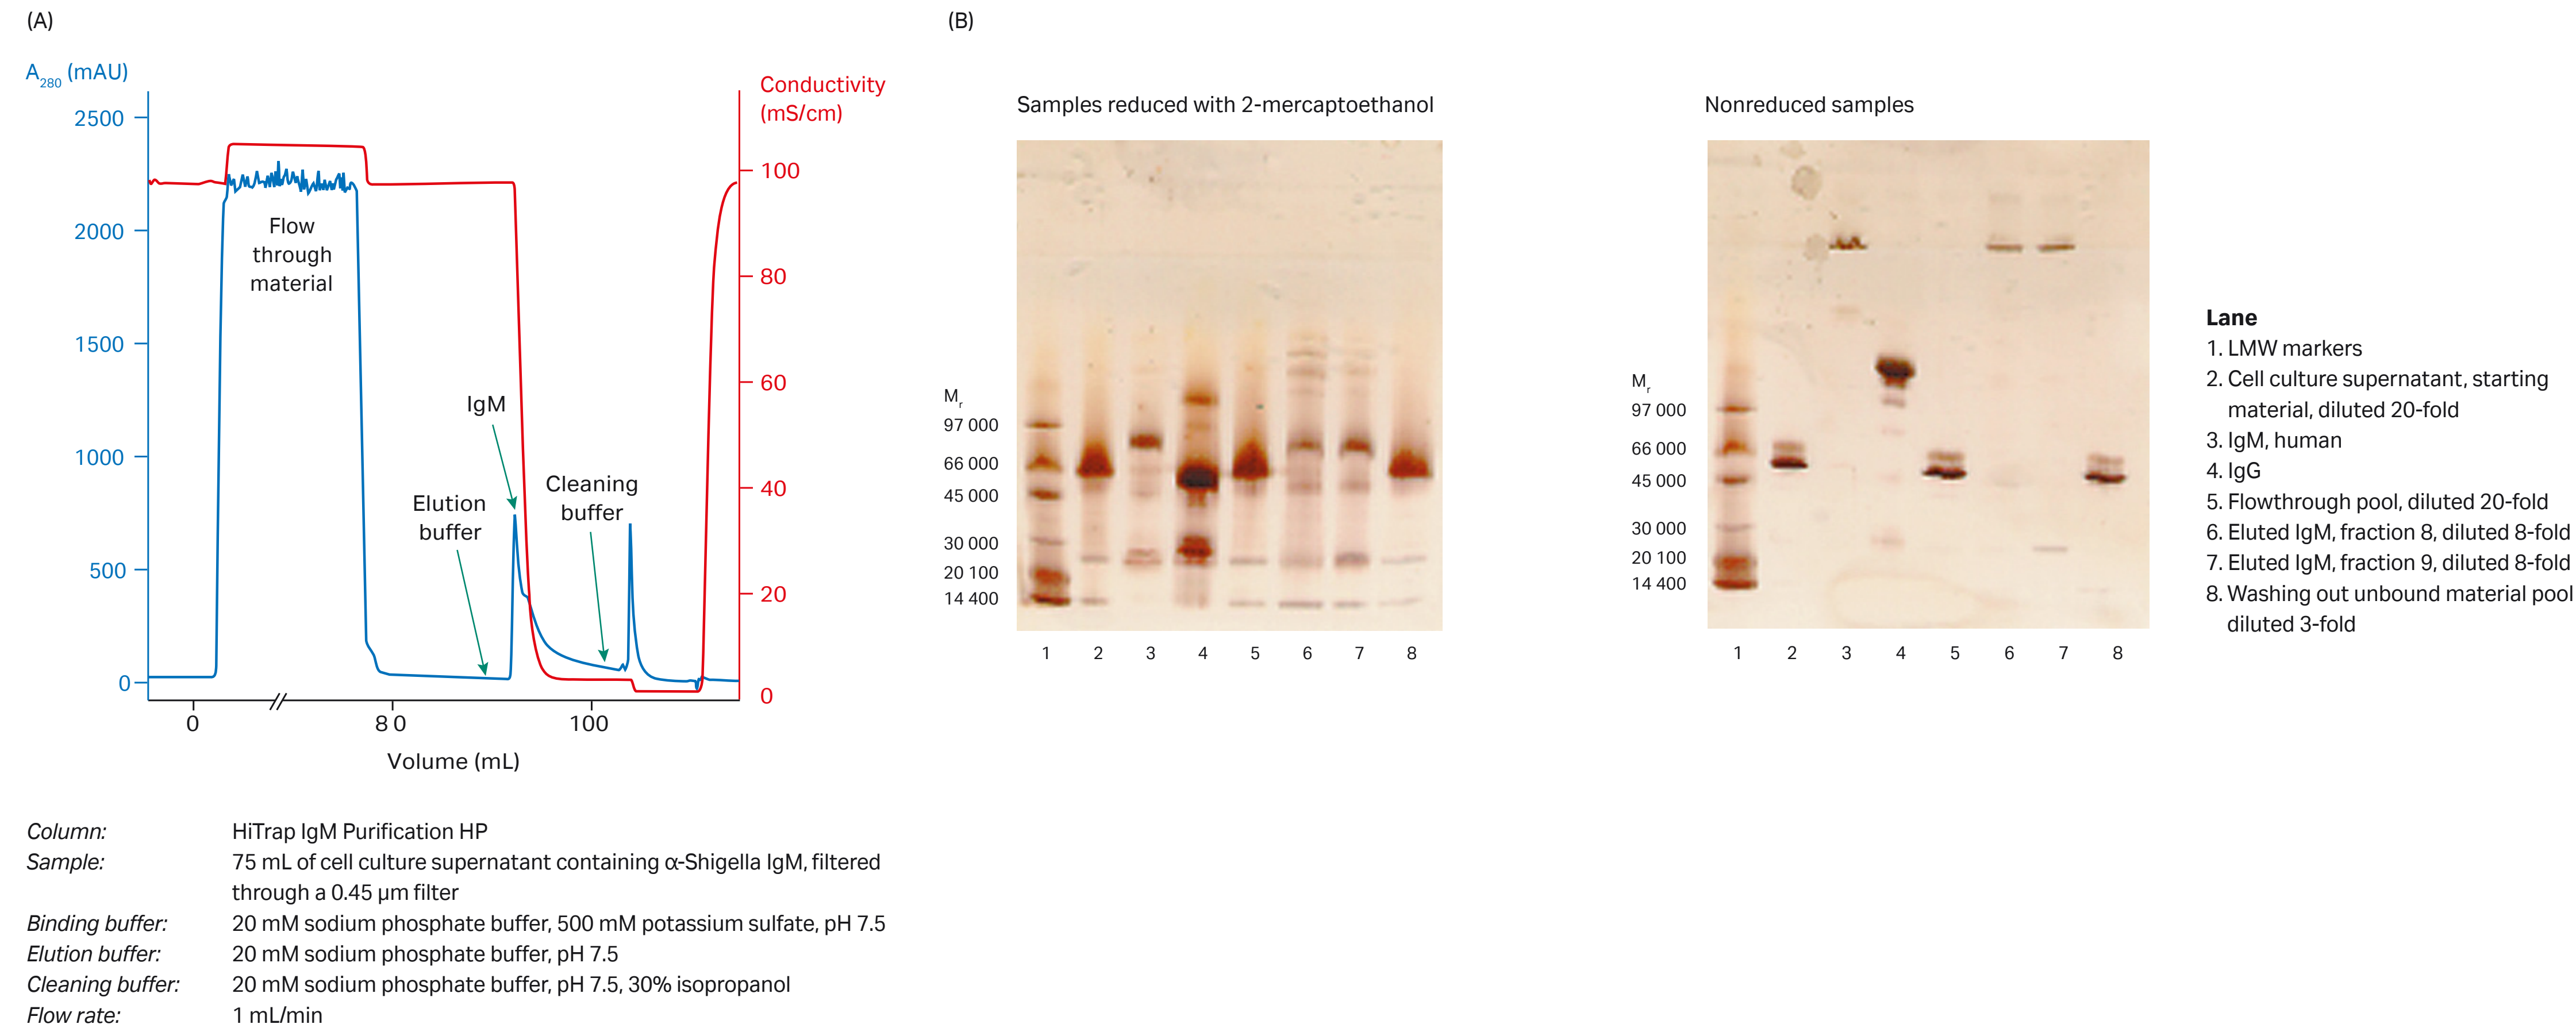 (A)
A280 (mAU)
Conductivity
(mS/cm)
2500
2000
1500
1000
500
0
100
80
60
40
20
0
Flow
through
material
IgM
Elution
buffer
Cleaning
buffer
0
80
100
Volume (mL)
Column: HiTrap IgM Purification HP
Sample: 75 mL of cell culture supernatant containing α-Shigella IgM, filtered
through a 0.45 µm filter
Binding buffer: 20 mM sodium phosphate buffer, 500 mM potassium sulfate, pH 7.5
Elution buffer: 20 mM sodium phosphate buffer, pH 7.5
Cleaning buffer: 20 mM sodium phosphate buffer, pH 7.5, 30% isopropanol
Flow rate: 1 mL/min
(B)
Samples reduced with 2-mercaptoethanol
Mr
97 000
66 000
45 000
30 000
20 100
14 400
1 2 3 4 5 6 7 8
Nonreduced samples
Mr
97 000
66 000
45 000
30 000
20 100
14 400
1 2 3 4 5 6 7 8
Lane
1. LMW markers
2. Cell culture supernatant, starting
material, diluted 20-fold
3. IgM, human
4. IgG
5. Flowthrough pool, diluted 20-fold
6. Eluted IgM, fraction 8, diluted 8-fold
7. Eluted IgM, fraction 9, diluted 8-fold
8. Washing out unbound material pool
diluted 3-fold